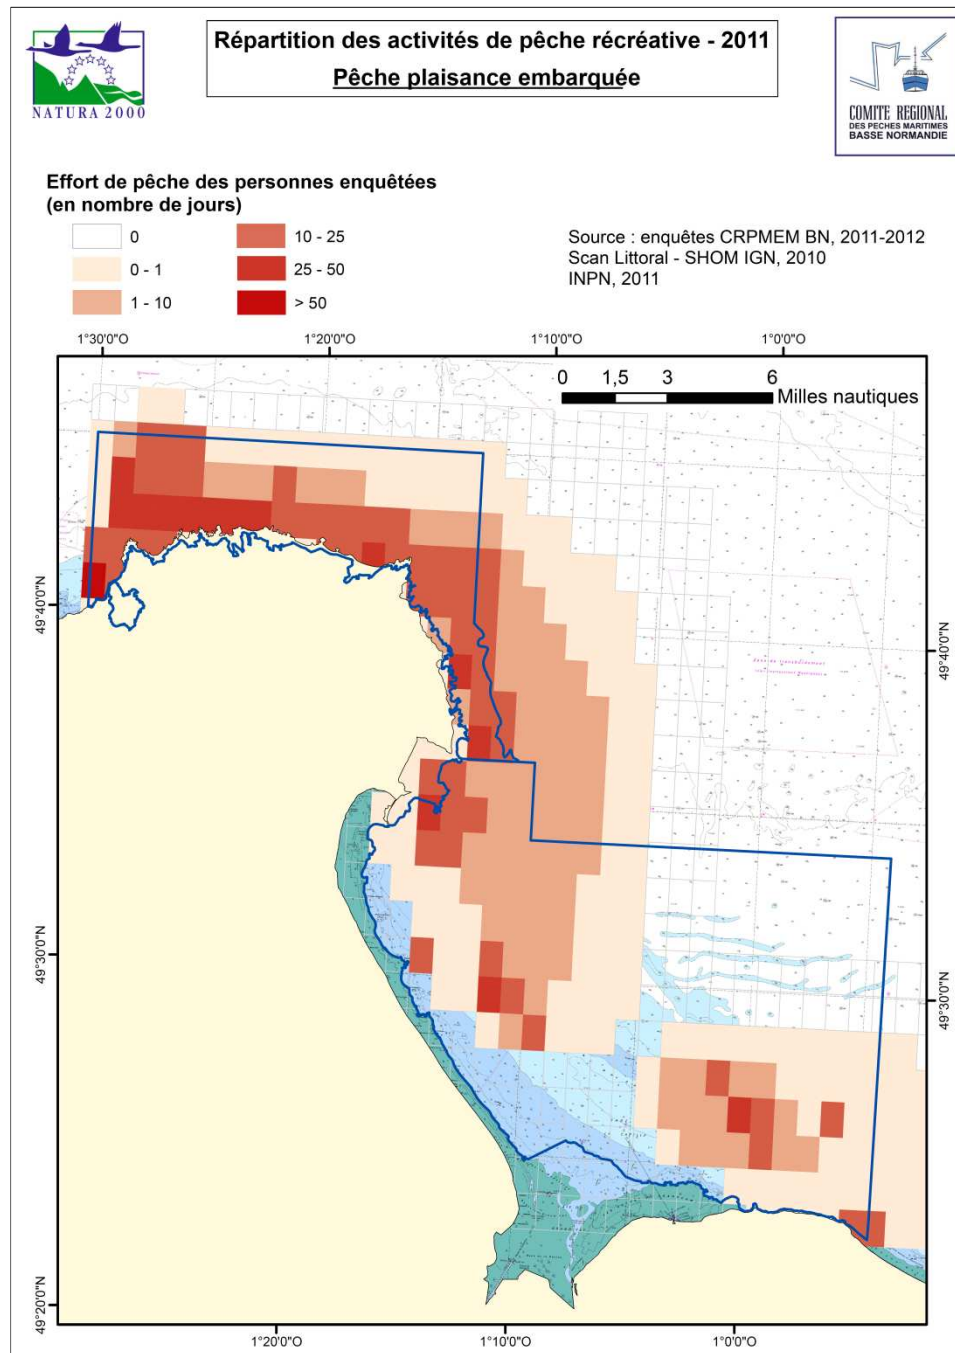 Répartition des activités de pêche récréative - 2011
Pêche plaisance embarquée
NATURA 2000
COMITE REGIONAL
DES PECHES MARITIMES
BASSE NORMANDIE
Effort de pêche des personnes enquêtées
(en nombre de jours)
0
0 - 1
1 - 10
10 - 25
25 - 50
> 50
Source : enquêtes CRPMEM BN, 2011-2012
Scan Littoral - SHOM IGN, 2010
INPN, 2011
1°30'0"O
1°20'0"O
1°10'0"O
1°0'0"O
0
1,5
3
6
Milles nautiques
49°40'0"N
49°40'0"N
49°30'0"N
49°30'0"N
49°20'0"N
1°20'0"O
1°10'0"O
1°0'0"O